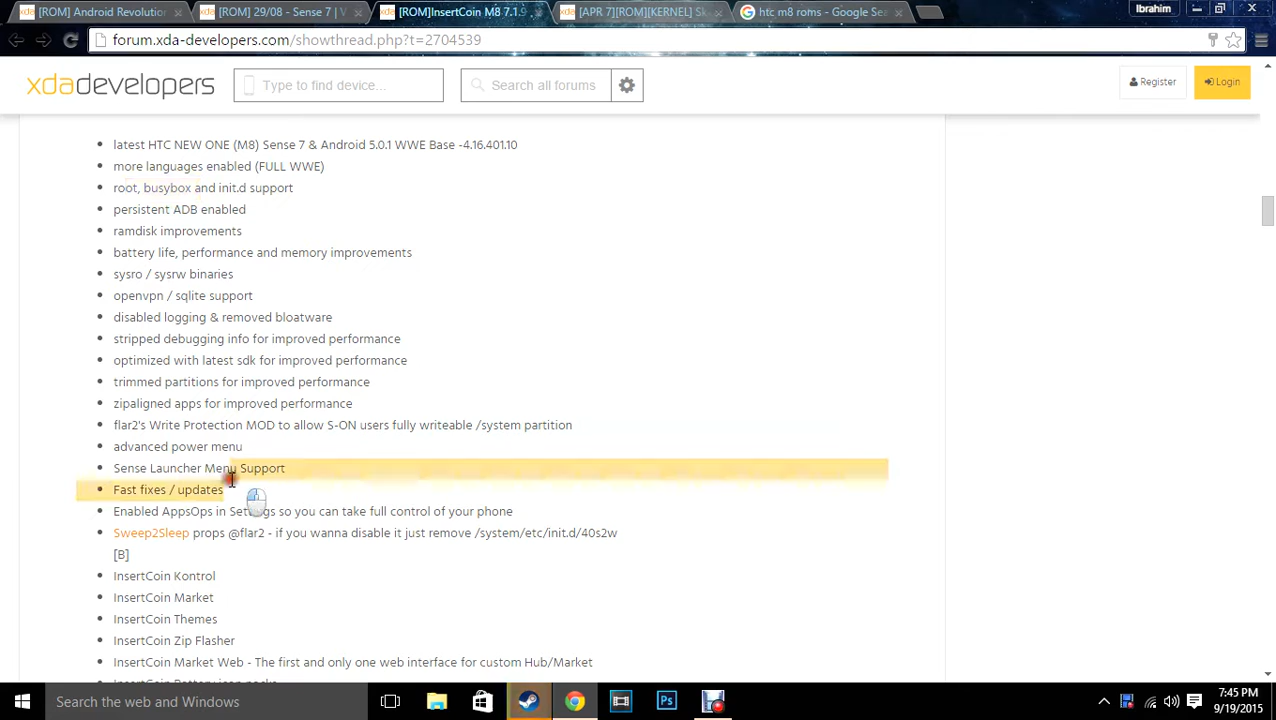 [ROM] Android Revolution
[ROM] 29/08 - Sense 7 | V
[ROM]InsertCoin M8 7.1.9
[APR 7][ROM][KERNEL] Sk
htc m8 roms - Google Sea
Ibrahim
forum.xda-developers.com/showthread.php?t=2704539
xdadevelopers
Type to find device...
Search all forums
Register
Login
latest HTC NEW ONE (M8) Sense 7 & Android 5.0.1 WWE Base -4.16.401.10
more languages enabled (FULL WWE)
root, busybox and init.d support
persistent ADB enabled
ramdisk improvements
battery life, performance and memory improvements
sysro / sysrw binaries
openvpn / sqlite support
disabled logging & removed bloatware
stripped debugging info for improved performance
optimized with latest sdk for improved performance
trimmed partitions for improved performance
zipaligned apps for improved performance
flar2's Write Protection MOD to allow S-ON users fully writeable /system partition
advanced power menu
Sense Launcher Menu Support
Fast fixes / updates
Enabled AppsOps in Settings so you can take full control of your phone
Sweep2Sleep props @flar2 - if you wanna disable it just remove /system/etc/init.d/40s2w
[B]
InsertCoin Kontrol
InsertCoin Market
InsertCoin Themes
InsertCoin Zip Flasher
InsertCoin Market Web - The first and only one web interface for custom Hub/Market
InsertCoin Battery icon packs
Search the web and Windows
Ps
7:45 PM
9/19/2015